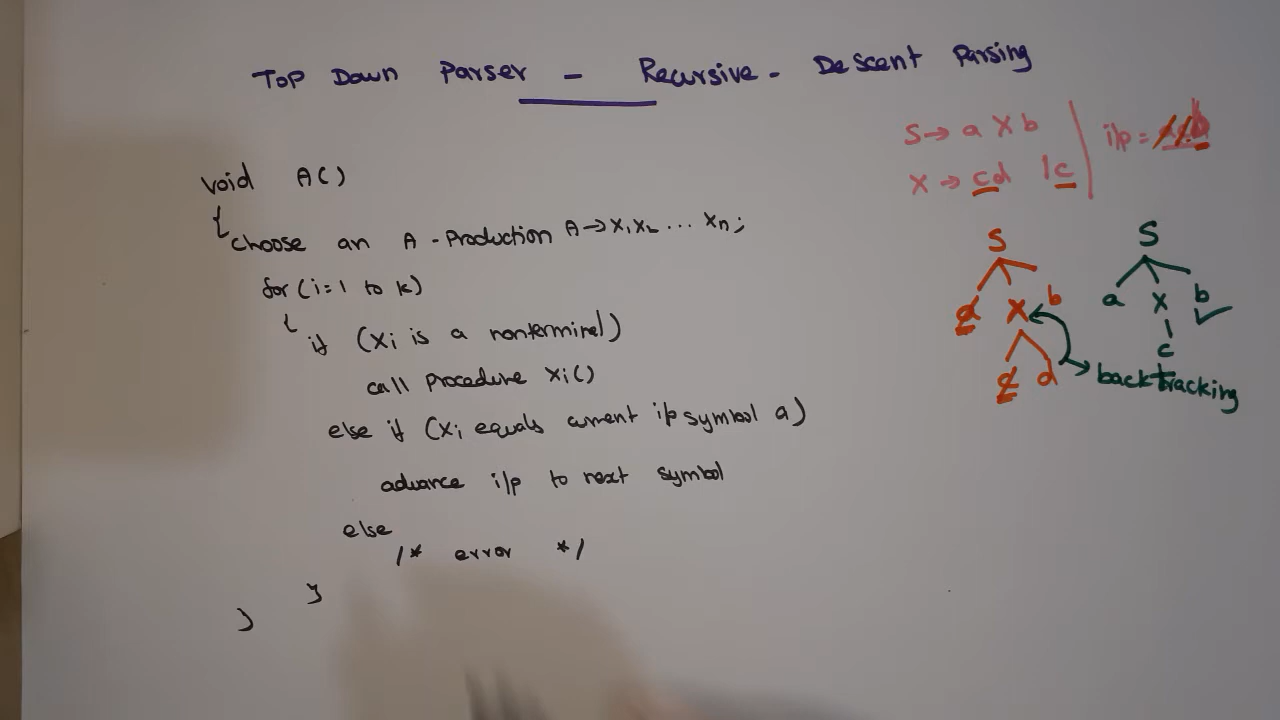 Top Down Parser - Recursive - Descent Parsing
void A()
{
choose an A - Production A→X1X2 ... Xn;
for (i=1 to k)
{
if (Xi is a nonterminal)
call Procedure Xi()
else if (Xi equals current i/p symbol a)
advance i/p to next symbol
else
/* error */
}
}
S→ a X b
X → cd | c
i/p =
S
a X b
c d
S
a X b
c
backtracking